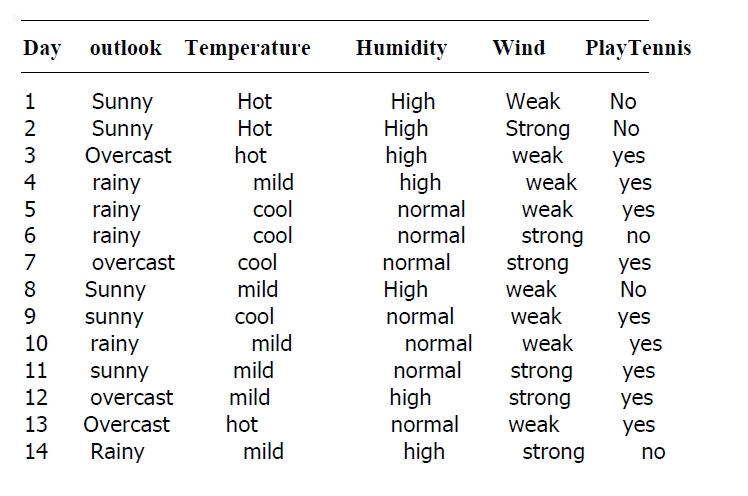 Day outlook Temperature Humidity Wind PlayTennis
1 Sunny Hot High Weak No
2 Sunny Hot High Strong No
3 Overcast hot high weak yes
4 rainy mild high weak yes
5 rainy cool normal weak yes
6 rainy cool normal strong no
7 overcast cool normal strong yes
8 Sunny mild High weak No
9 sunny cool normal weak yes
10 rainy mild normal weak yes
11 sunny mild normal strong yes
12 overcast mild high strong yes
13 Overcast hot normal weak yes
14 Rainy mild high strong no